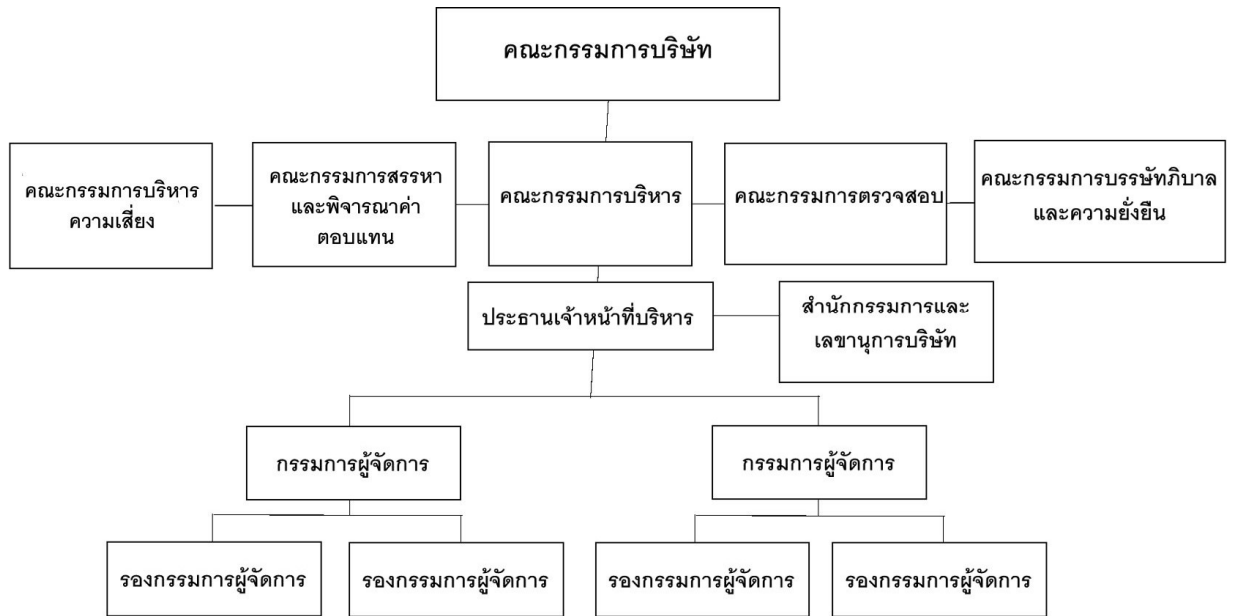 คณะกรรมการบริษัท
คณะกรรมการบริหาร
ความเสี่ยง
คณะกรรมการสรรหา
และพิจารณาค่า
ตอบแทน
คณะกรรมการบริหาร
คณะกรรมการตรวจสอบ
คณะกรรมการบรรษัทภิบาล
และความยั่งยืน
ประธานเจ้าหน้าที่บริหาร
สำนักกรรมการและ
เลขานุการบริษัท
กรรมการผู้จัดการ
กรรมการผู้จัดการ
รองกรรมการผู้จัดการ
รองกรรมการผู้จัดการ
รองกรรมการผู้จัดการ
รองกรรมการผู้จัดการ